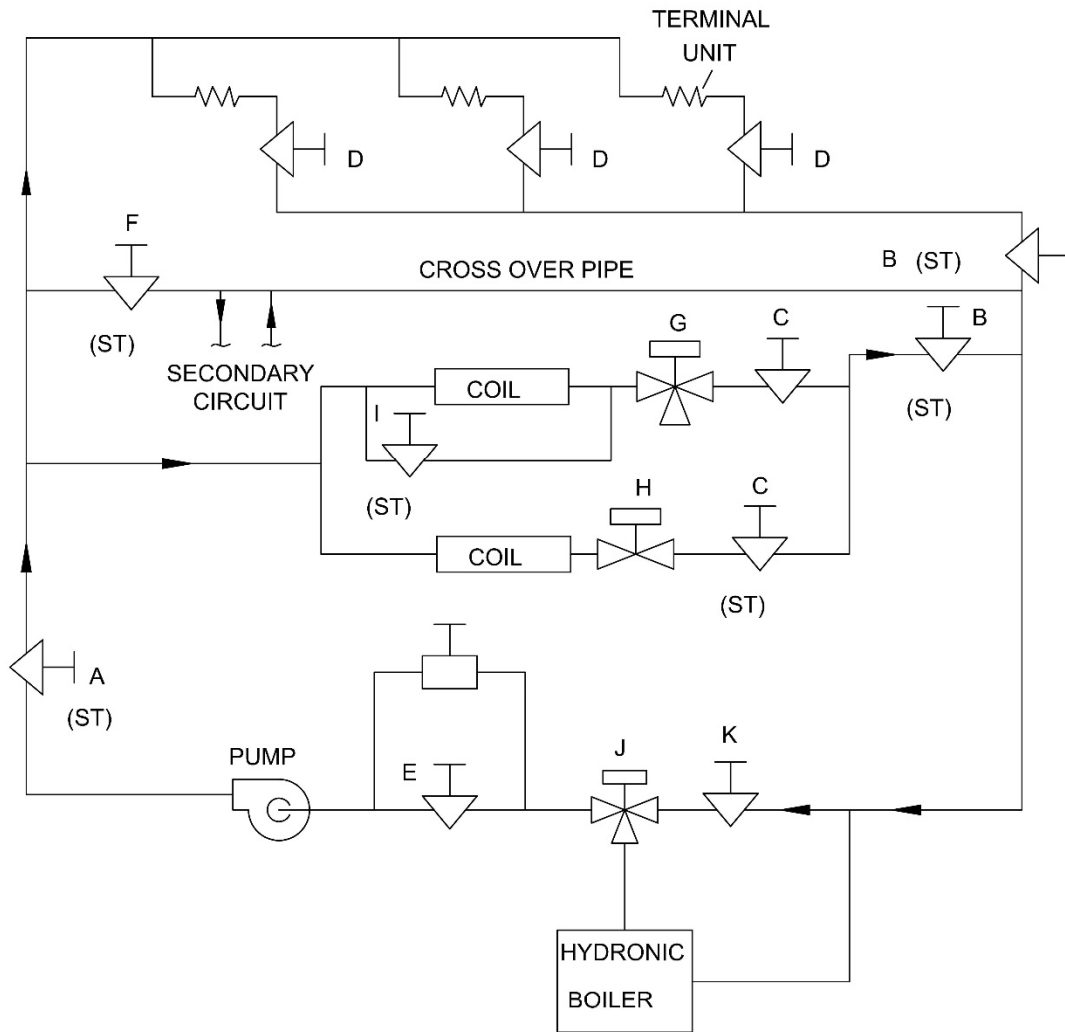 TERMINAL
UNIT
D
D
D
F
B (ST)
CROSS OVER PIPE
(ST)
SECONDARY
CIRCUIT
G
C
B
COIL
I
(ST)
(ST)
H
C
COIL
(ST)
A
(ST)
PUMP
E
J
K
HYDRONIC
BOILER